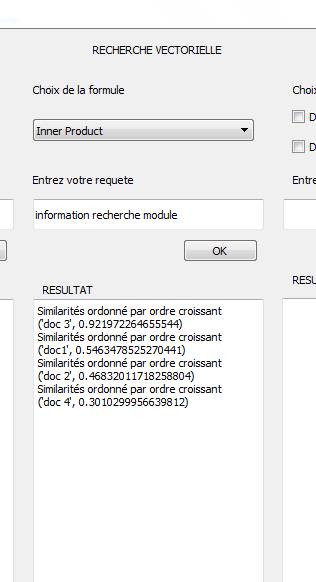 RECHERCHE VECTORIELLE
Choix de la formule
Inner Product
Entrez votre requete
information recherche module
OK
RESULTAT
Similarités ordonné par ordre croissant
('doc 3', 0.921972264655544)
Similarités ordonné par ordre croissant
('doc1', 0.5463478525270441)
Similarités ordonné par ordre croissant
('doc 2', 0.46832011718258804)
Similarités ordonné par ordre croissant
('doc 4', 0.3010299956639812)
Choi
D
D
Entre
RESU